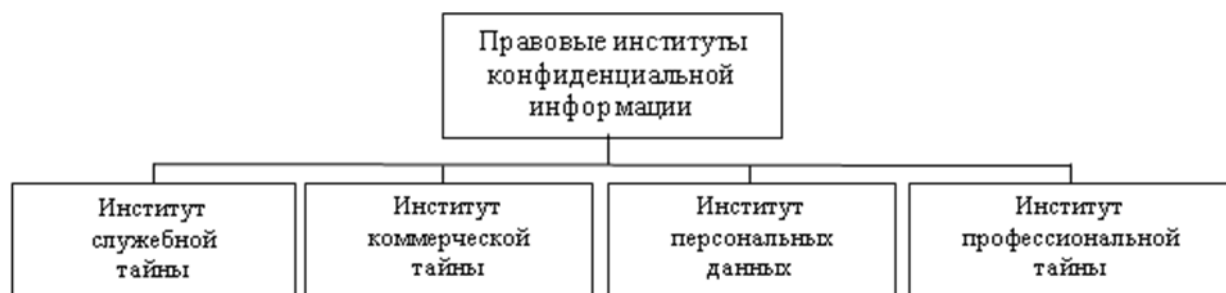 Правовые институты
конфиденциальной
информации
Институт
служебной
тайны
Институт
коммерческой
тайны
Институт
персональных
данных
Институт
профессиональной
тайны